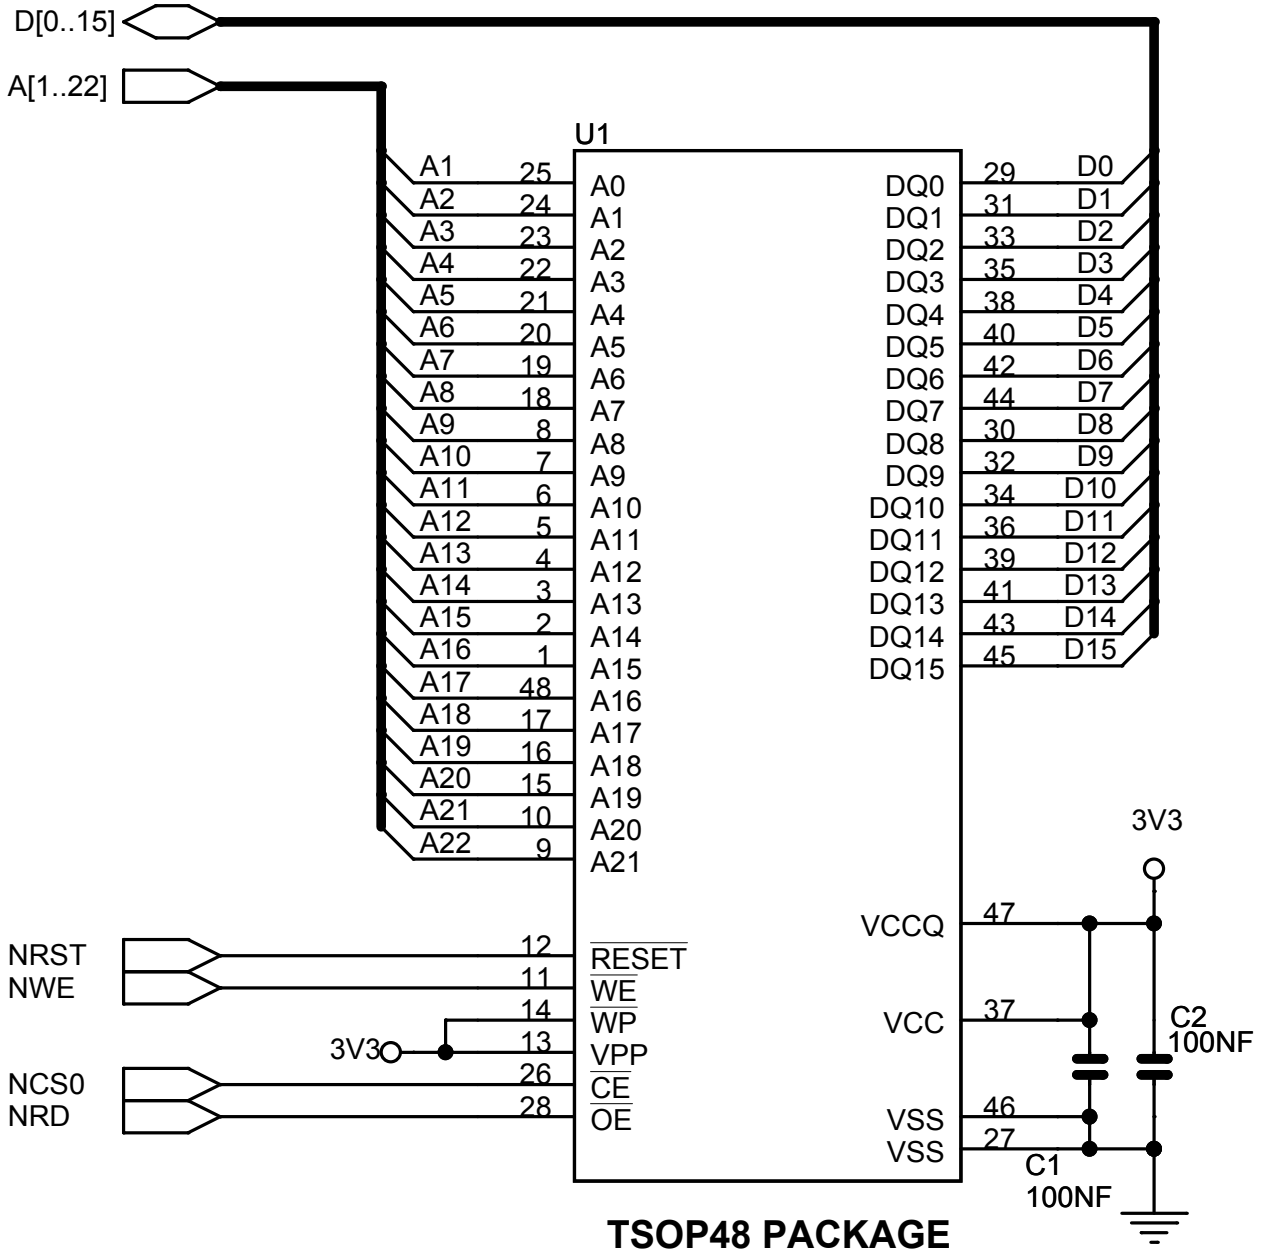 D[0..15]
A[1..22]
U1
A1 25 A0 DQ0 29 D0
A2 24 A1 DQ1 31 D1
A3 23 A2 DQ2 33 D2
A4 22 A3 DQ3 35 D3
A5 21 A4 DQ4 38 D4
A6 20 A5 DQ5 40 D5
A7 19 A6 DQ6 42 D6
A8 18 A7 DQ7 44 D7
A9 8 A8 DQ8 30 D8
A10 7 A9 DQ9 32 D9
A11 6 A10 DQ10 34 D10
A12 5 A11 DQ11 36 D11
A13 4 A12 DQ12 39 D12
A14 3 A13 DQ13 41 D13
A15 2 A14 DQ14 43 D14
A16 1 A15 DQ15 45 D15
A17 48 A16
A18 17 A17
A19 16 A18
A20 15 A19
A21 10 A20
A22 9 A21
3V3
VCCQ 47
NRST 12 RESET
NWE 11 WE
14 WP VCC 37 C2
100NF
3V3 13 VPP
NCS0 26 CE
NRD 28 OE VSS 46
VSS 27
C1
100NF
TSOP48 PACKAGE